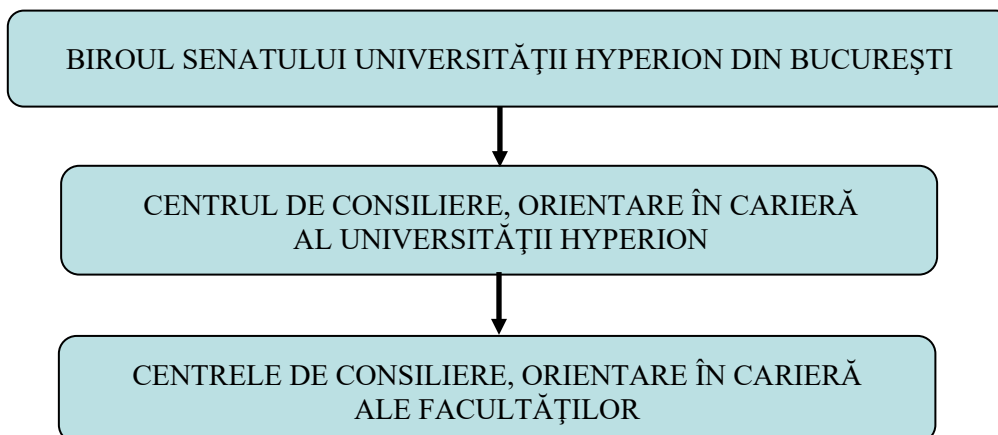 BIROUL SENATULUI UNIVERSITĂŢII HYPERION DIN BUCUREŞTI
CENTRUL DE CONSILIERE, ORIENTARE ÎN CARIERĂ
AL UNIVERSITĂŢII HYPERION
CENTRELE DE CONSILIERE, ORIENTARE ÎN CARIERĂ
ALE FACULTĂŢILOR